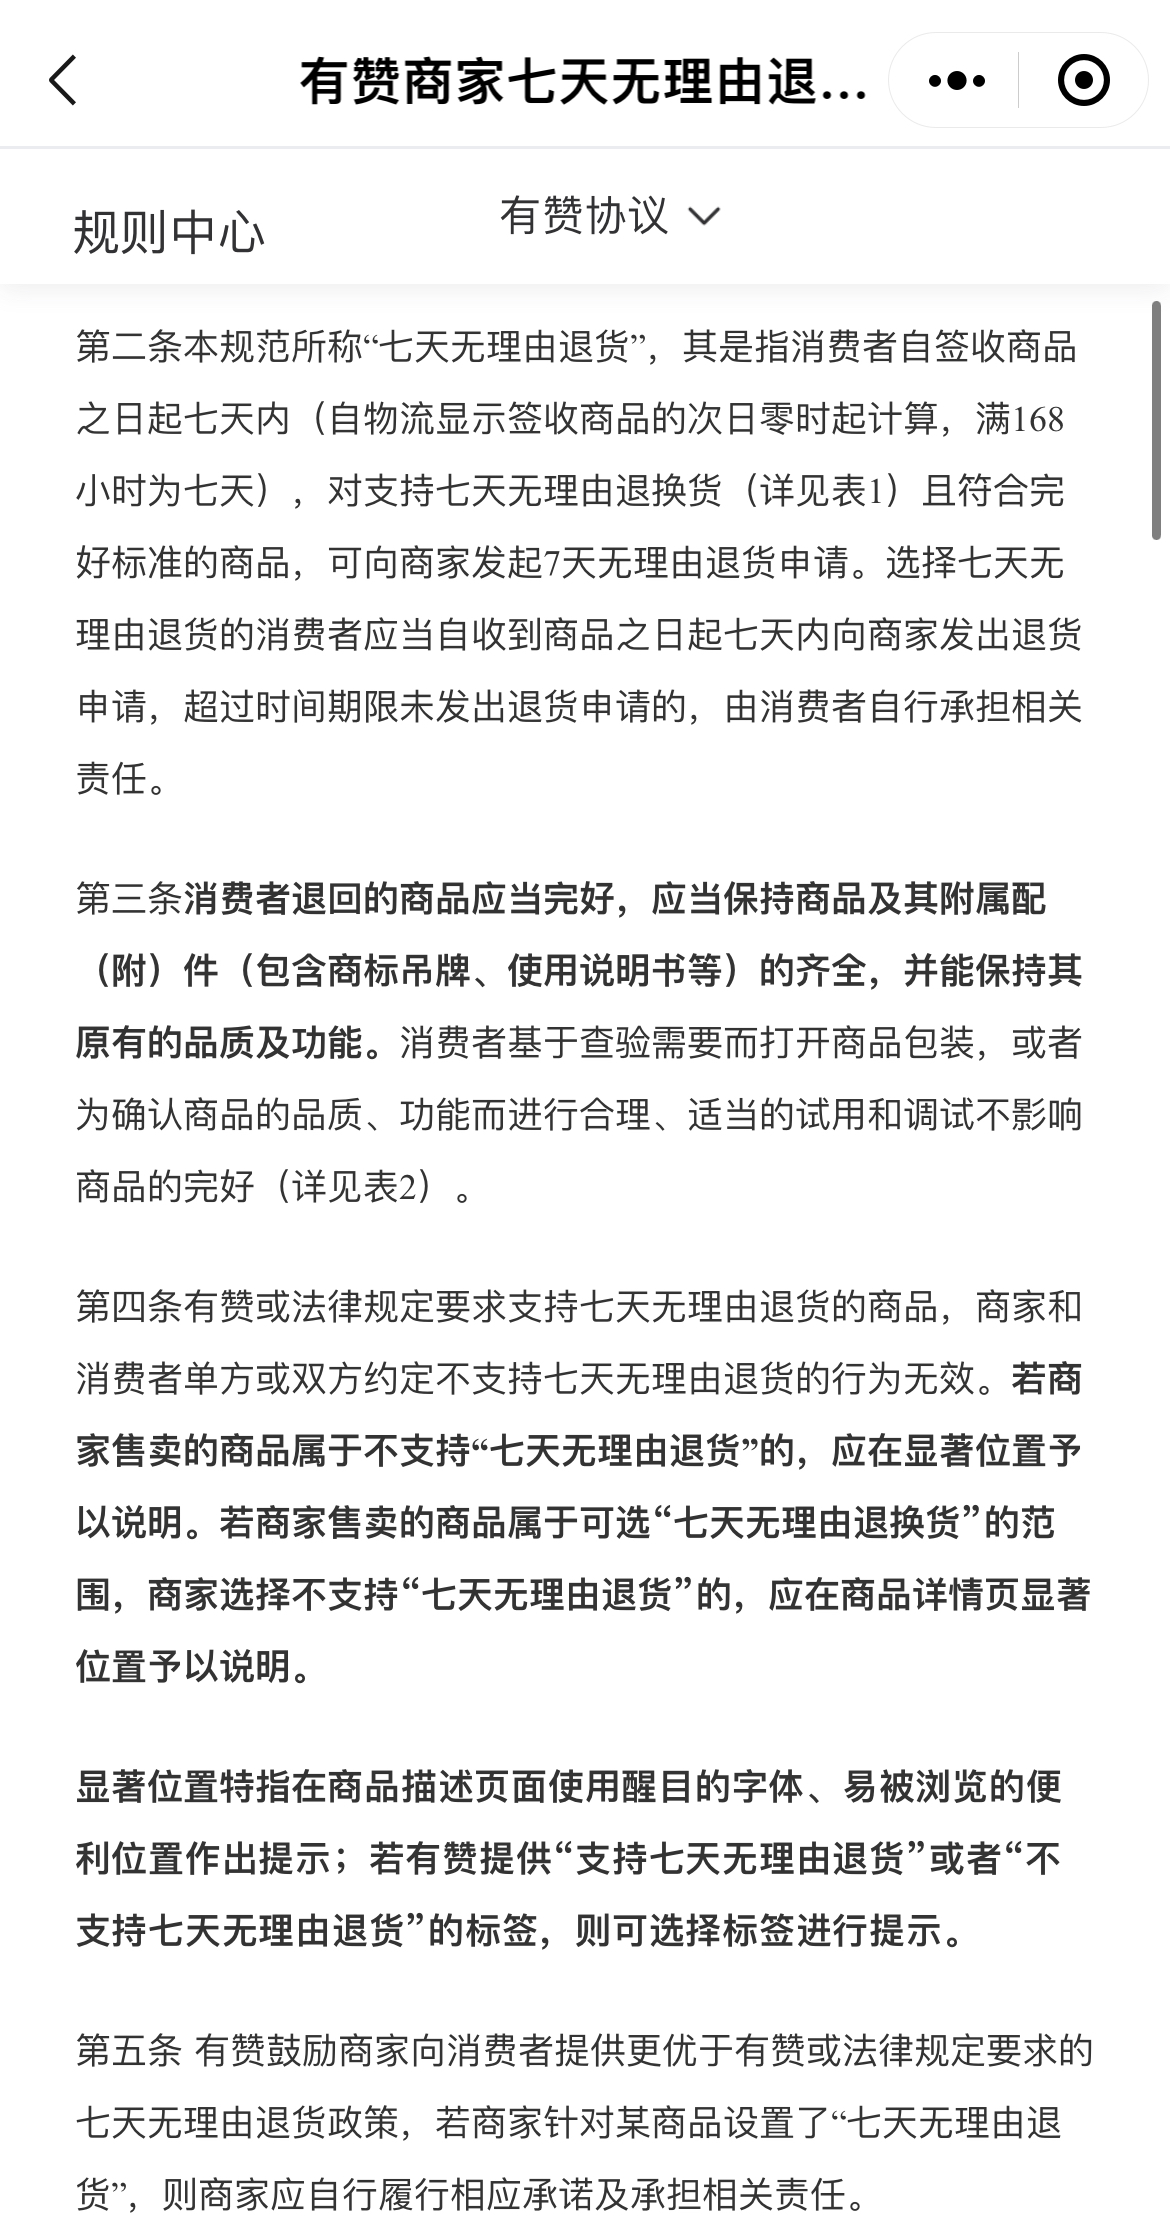 有赞商家七天无理由退...
规则中心
有赞协议
第二条本规范所称“七天无理由退货”，其是指消费者自签收商品
之日起七天内（自物流显示签收商品的次日零时起计算，满168
小时为七天），对支持七天无理由退换货（详见表1）且符合完
好标准的商品，可向商家发起7天无理由退货申请。选择七天无
理由退货的消费者应当自收到商品之日起七天内向商家发出退货
申请，超过时间期限未发出退货申请的，由消费者自行承担相关
责任。
第三条消费者退回的商品应当完好，应当保持商品及其附属配
（附）件（包含商标吊牌、使用说明书等）的齐全，并能保持其
原有的品质及功能。消费者基于查验需要而打开商品包装，或者
为确认商品的品质、功能而进行合理、适当的试用和调试不影响
商品的完好（详见表2）。
第四条有赞或法律规定要求支持七天无理由退货的商品，商家和
消费者单方或双方约定不支持七天无理由退货的行为无效。若商
家售卖的商品属于不支持“七天无理由退货”的，应在显著位置予
以说明。若商家售卖的商品属于可选“七天无理由退换货”的范
围，商家选择不支持“七天无理由退货”的，应在商品详情页显著
位置予以说明。
显著位置特指在商品描述页面使用醒目的字体、易被浏览的便
利位置作出提示；若有赞提供“支持七天无理由退货”或者“不
支持七天无理由退货”的标签，则可选择标签进行提示。
第五条 有赞鼓励商家向消费者提供更优于有赞或法律规定要求的
七天无理由退货政策，若商家针对某商品设置了“七天无理由退
货”，则商家应自行履行相应承诺及承担相关责任。